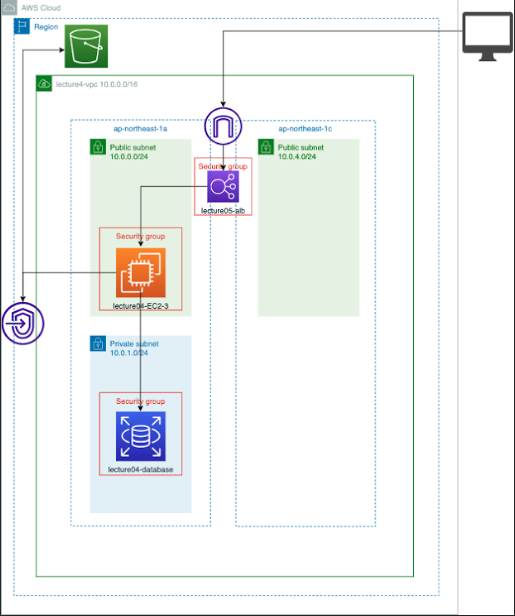 AWS Cloud
Region
lecture4-vpc 10.0.0.0/16
ap-northeast-1a
ap-northeast-1c
Public subnet
10.0.0.0/24
Public subnet
10.0.4.0/24
Security group
lecture05-alb
Security group
lecture04-EC2-3
Private subnet
10.0.1.0/24
Security group
lecture04-database